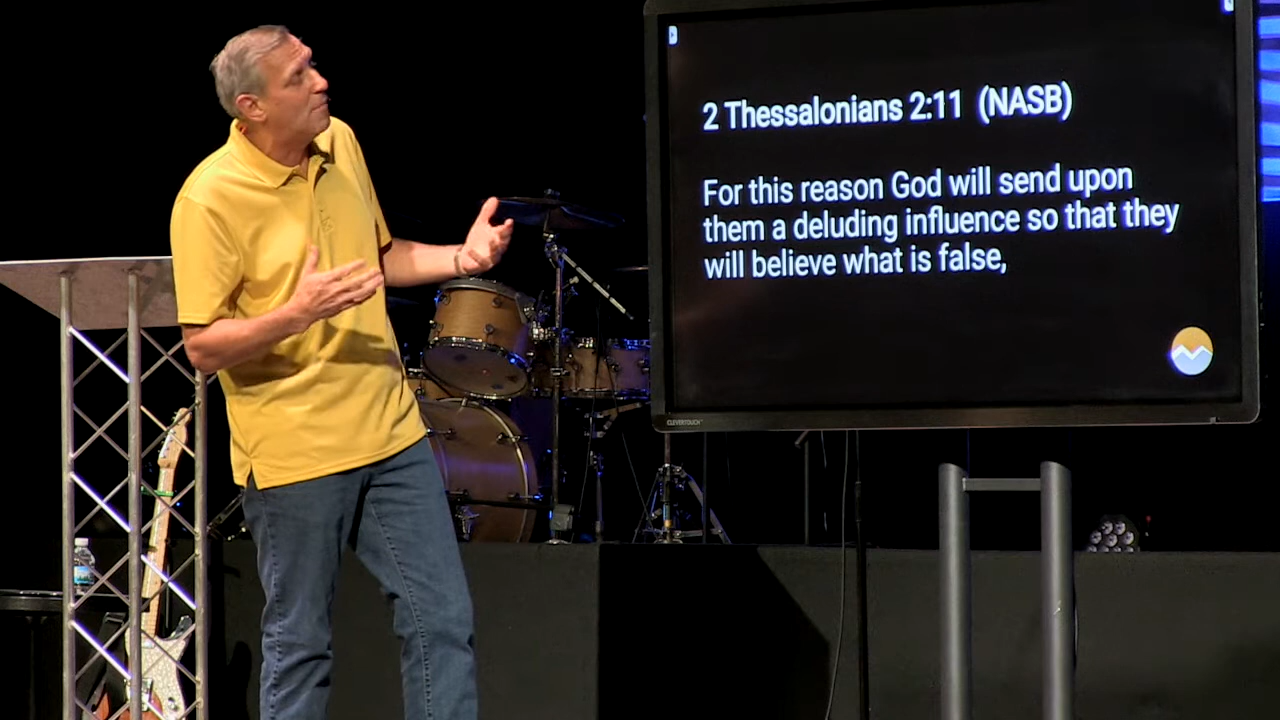 2 Thessalonians 2:11 (NASB)
For this reason God will send upon
them a deluding influence so that they
will believe what is false,
CLEVERTOUCH